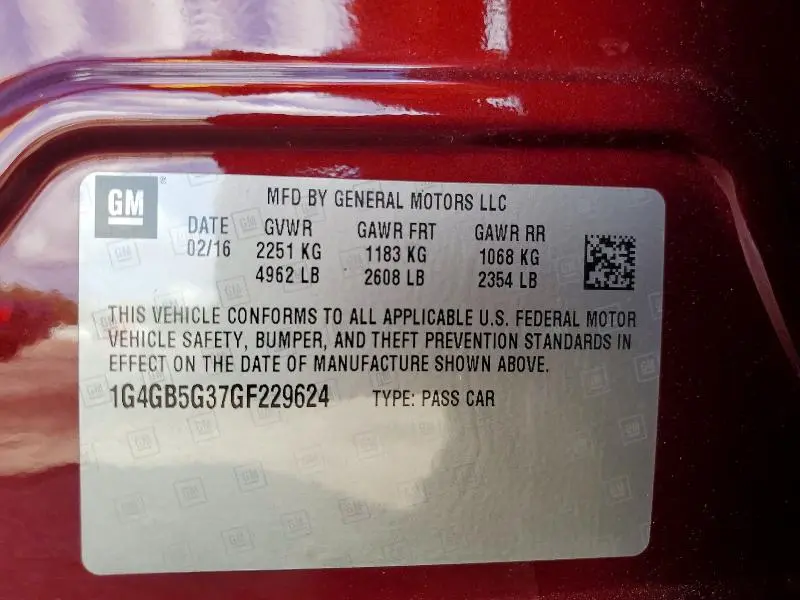 GM
MFD BY GENERAL MOTORS LLC
DATE GVWR GAWR FRT GAWR RR
02/16 2251 KG 1183 KG 1068 KG
4962 LB 2608 LB 2354 LB
THIS VEHICLE CONFORMS TO ALL APPLICABLE U.S. FEDERAL MOTOR
VEHICLE SAFETY, BUMPER, AND THEFT PREVENTION STANDARDS IN
EFFECT ON THE DATE OF MANUFACTURE SHOWN ABOVE.
1G4GB5G37GF229624 TYPE: PASS CAR